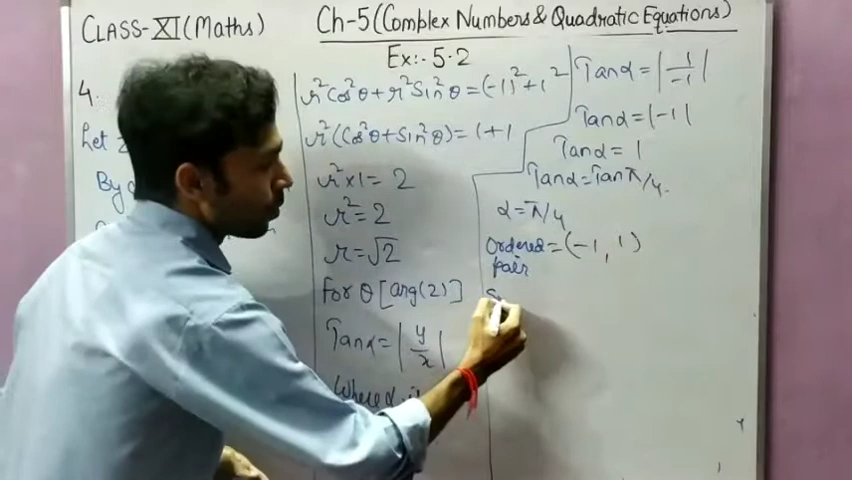 CLASS-XI (Maths)
Ch-5 (Complex Numbers & Quadratic Equations)
Ex:- 5.2
4.
Let z
By
r²Cos²θ + r²Sin²θ = (-1)² + 1²
r²(Cos²θ + Sin²θ) = 1+1
r² x 1 = 2
r² = 2
r = √2
for θ [arg(2)]
Tanα = |y/x|
Where α
Tanα = |1/-1|
Tanα = |-1|
Tanα = 1
Tanα = Tan π/4.
α = π/4
Ordered pair = (-1, 1)
S